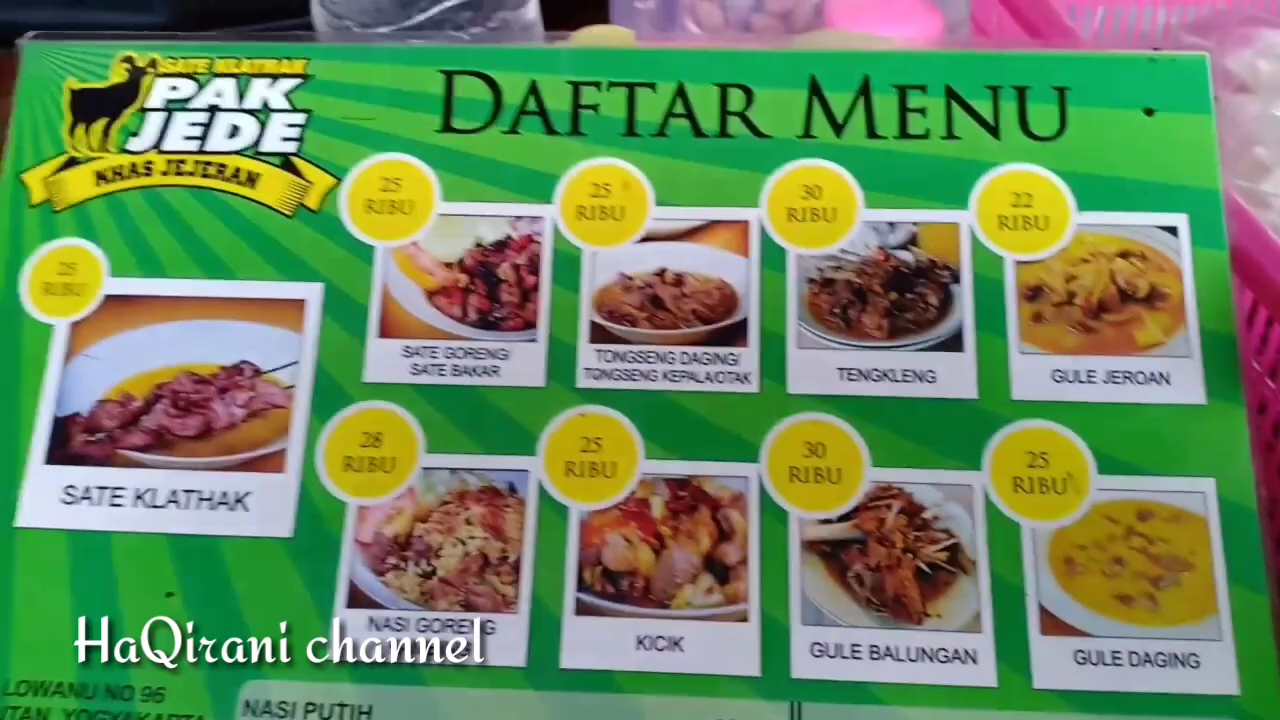 SATE KLATHAK
PAK
JEDE
KHAS JEJERAN
DAFTAR MENU
25
RIBU
SATE KLATHAK
25
RIBU
SATE GORENG/
SATE BAKAR
25
RIBU
TONGSENG DAGING/
TONGSENG KEPALA/OTAK
30
RIBU
TENGKLENG
22
RIBU
GULE JEROAN
28
RIBU
NASI GORENG
25
RIBU
KICIK
30
RIBU
GULE BALUNGAN
25
RIBU
GULE DAGING
HaQirani channel
LOWANU NO 96
YOGYAKARTA
NASI PUTIH